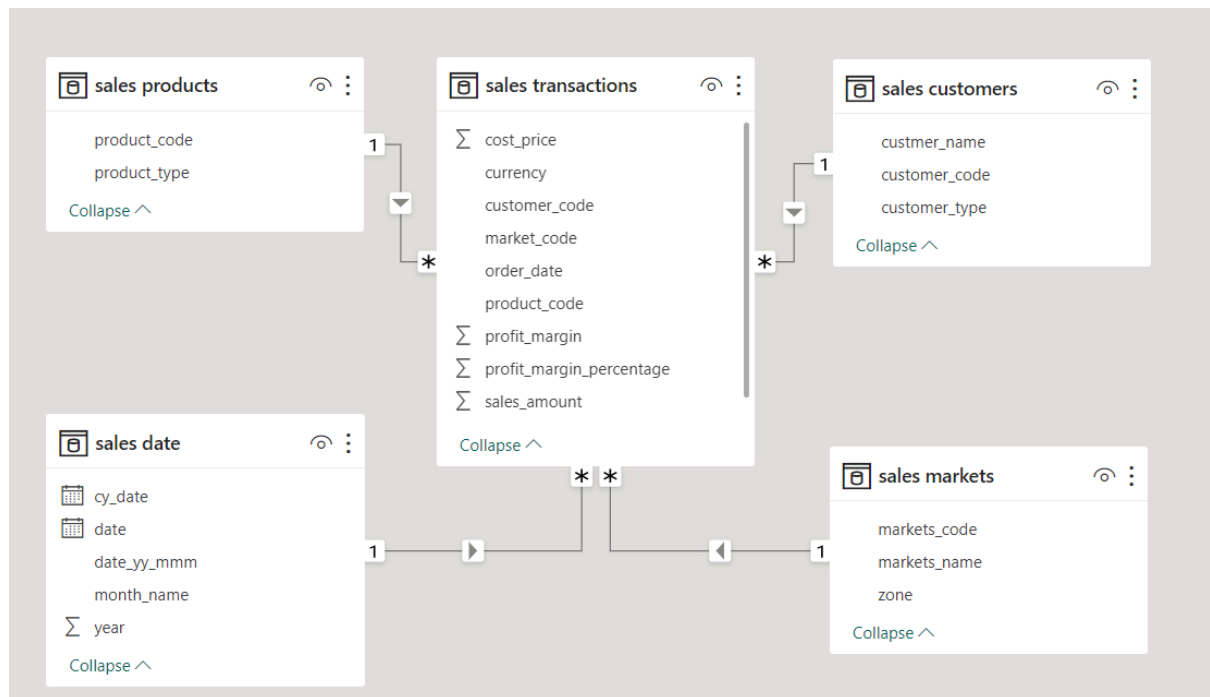 sales products
product_code
product_type
Collapse
1
*
sales transactions
Σ cost_price
currency
customer_code
market_code
order_date
product_code
Σ profit_margin
Σ profit_margin_percentage
Σ sales_amount
Collapse
*
*
*
sales customers
custmer_name
customer_code
customer_type
Collapse
1
sales date
cy_date
date
date_yy_mmm
month_name
Σ year
Collapse
1
sales markets
markets_code
markets_name
zone
Collapse
1